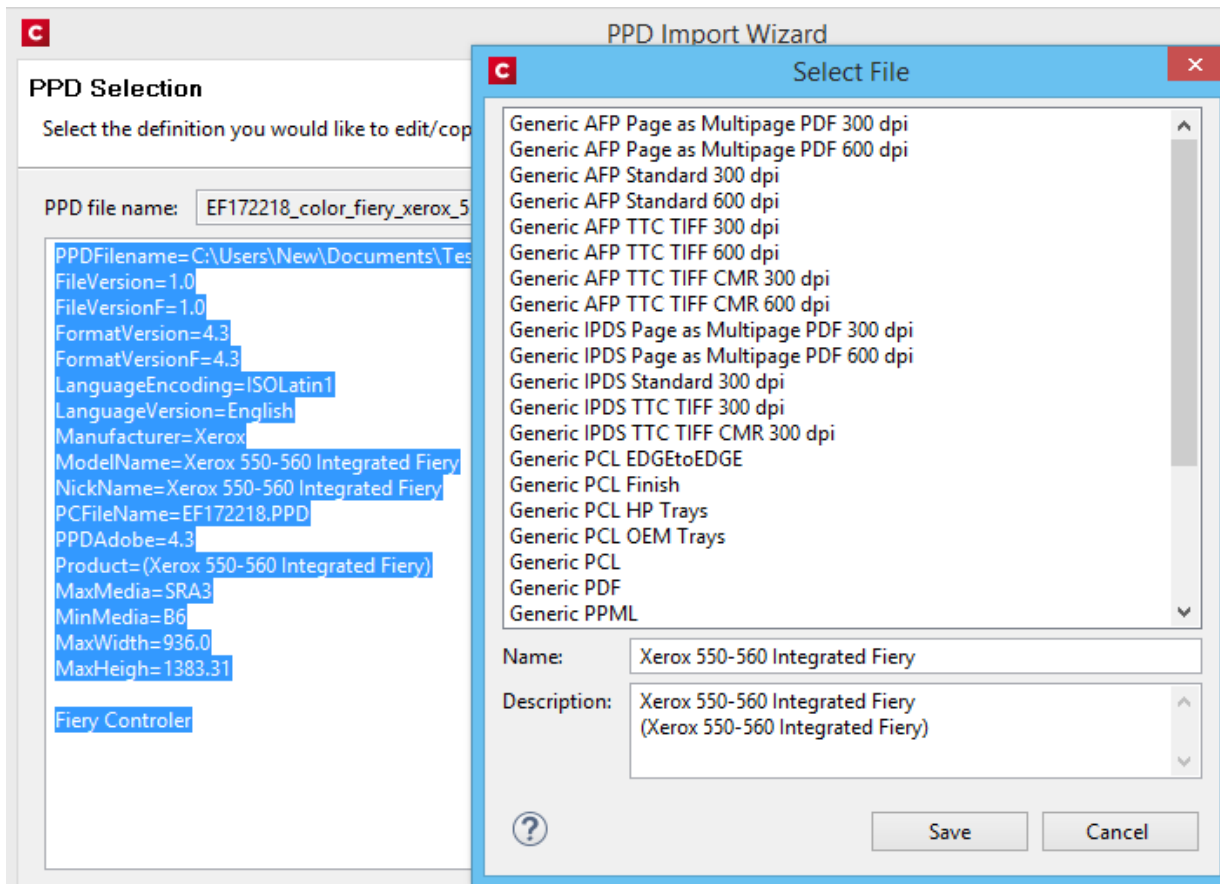 C
PPD Import Wizard
PPD Selection
Select the definition you would like to edit/cop
PPD file name: EF172218_color_fiery_xerox_5
PPDFilename=C:\Users\New\Documents\Tes
FileVersion=1.0
FileVersionF=1.0
FormatVersion=4.3
FormatVersionF=4.3
LanguageEncoding=ISOLatin1
LanguageVersion=English
Manufacturer=Xerox
ModelName=Xerox 550-560 Integrated Fiery
NickName=Xerox 550-560 Integrated Fiery
PCFileName=EF172218.PPD
PPDAdobe=4.3
Product=(Xerox 550-560 Integrated Fiery)
MaxMedia=SRA3
MinMedia=B6
MaxWidth=936.0
MaxHeigh=1383.31
Fiery Controler
C
Select File
Generic AFP Page as Multipage PDF 300 dpi
Generic AFP Page as Multipage PDF 600 dpi
Generic AFP Standard 300 dpi
Generic AFP Standard 600 dpi
Generic AFP TTC TIFF 300 dpi
Generic AFP TTC TIFF 600 dpi
Generic AFP TTC TIFF CMR 300 dpi
Generic AFP TTC TIFF CMR 600 dpi
Generic IPDS Page as Multipage PDF 300 dpi
Generic IPDS Page as Multipage PDF 600 dpi
Generic IPDS Standard 300 dpi
Generic IPDS TTC TIFF 300 dpi
Generic IPDS TTC TIFF CMR 300 dpi
Generic PCL EDGEtoEDGE
Generic PCL Finish
Generic PCL HP Trays
Generic PCL OEM Trays
Generic PCL
Generic PDF
Generic PPML
Name: Xerox 550-560 Integrated Fiery
Description: Xerox 550-560 Integrated Fiery
(Xerox 550-560 Integrated Fiery)
?
Save Cancel